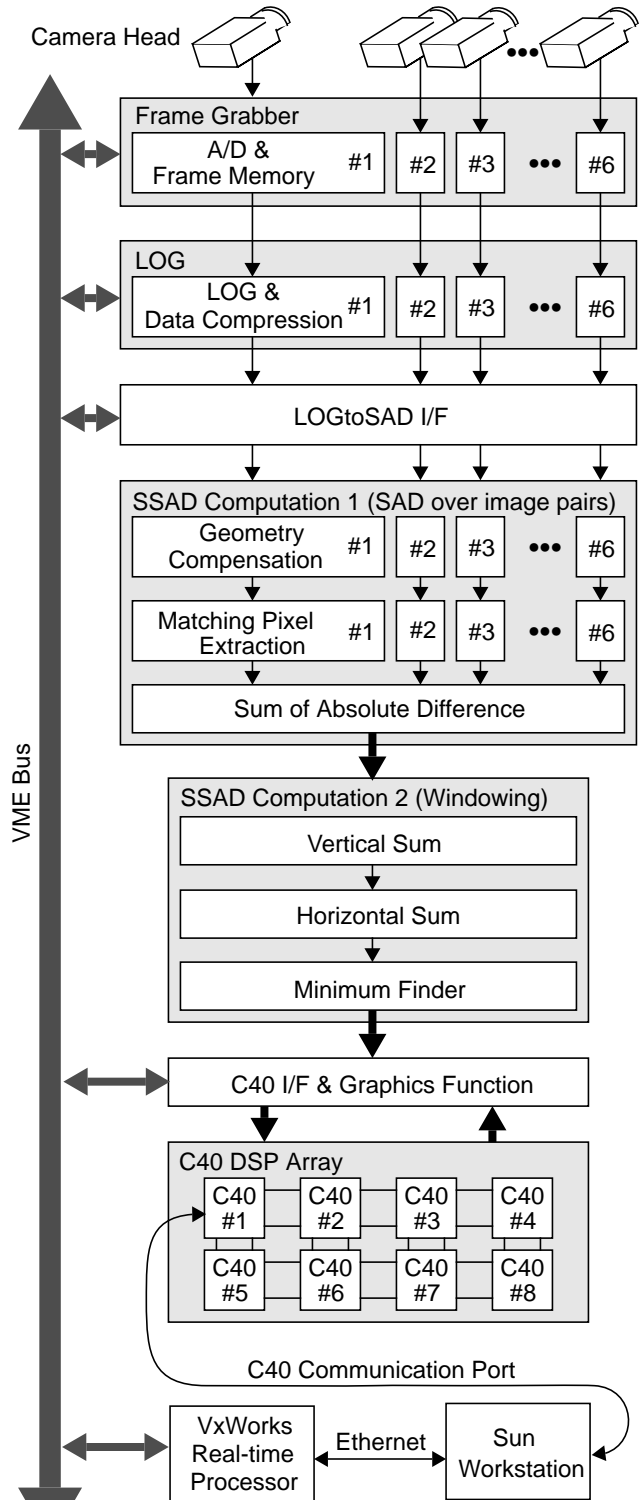 Camera Head
Frame Grabber
A/D &
Frame Memory
#1
#2
#3
#6
LOG
LOG &
Data Compression
#1
#2
#3
#6
LOGtoSAD I/F
SSAD Computation 1 (SAD over image pairs)
Geometry
Compensation
#1
#2
#3
#6
Matching Pixel
Extraction
#1
#2
#3
#6
Sum of Absolute Difference
VME Bus
SSAD Computation 2 (Windowing)
Vertical Sum
Horizontal Sum
Minimum Finder
C40 I/F & Graphics Function
C40 DSP Array
C40
#1
C40
#2
C40
#3
C40
#4
C40
#5
C40
#6
C40
#7
C40
#8
C40 Communication Port
VxWorks
Real-time
Processor
Ethernet
Sun
Workstation